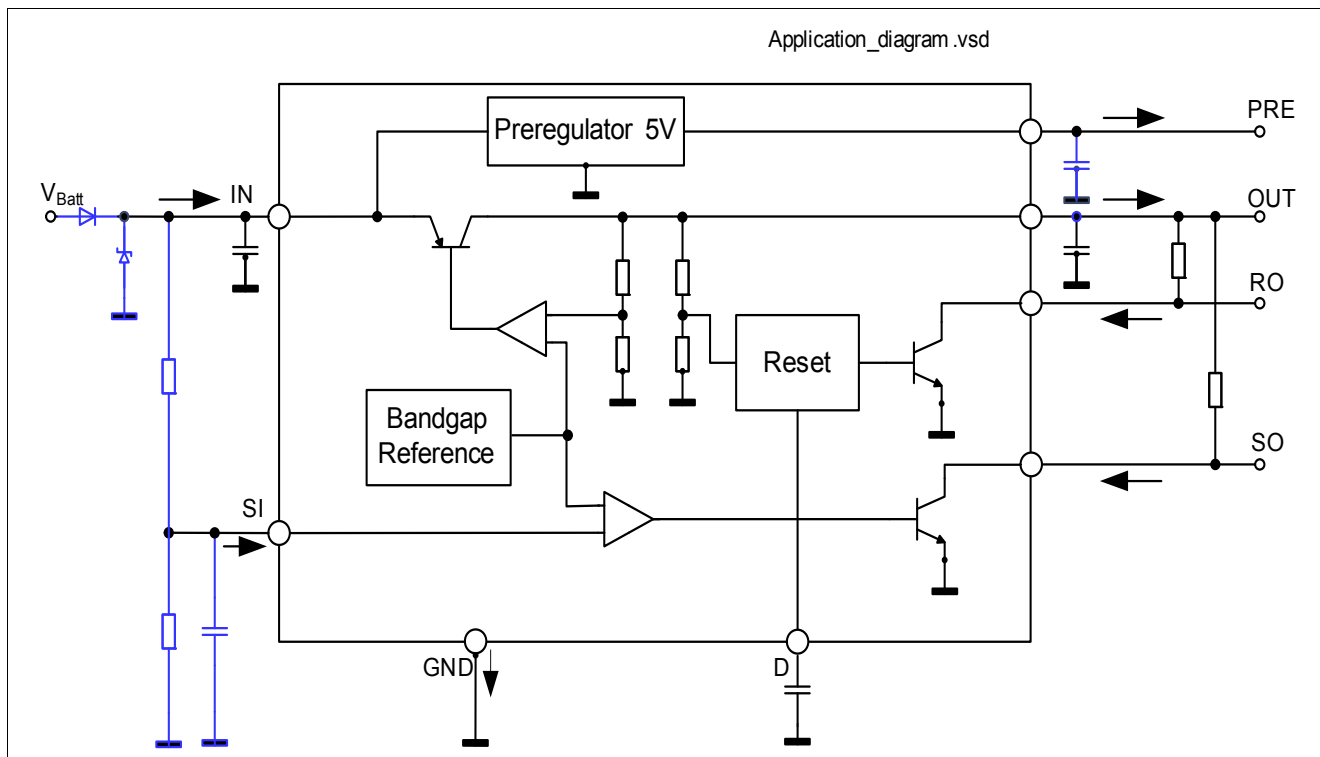 Application_diagram .vsd
PRE
Preregulator 5V
VBatt
IN
OUT
RO
Reset
Bandgap
Reference
SO
SI
GND
D